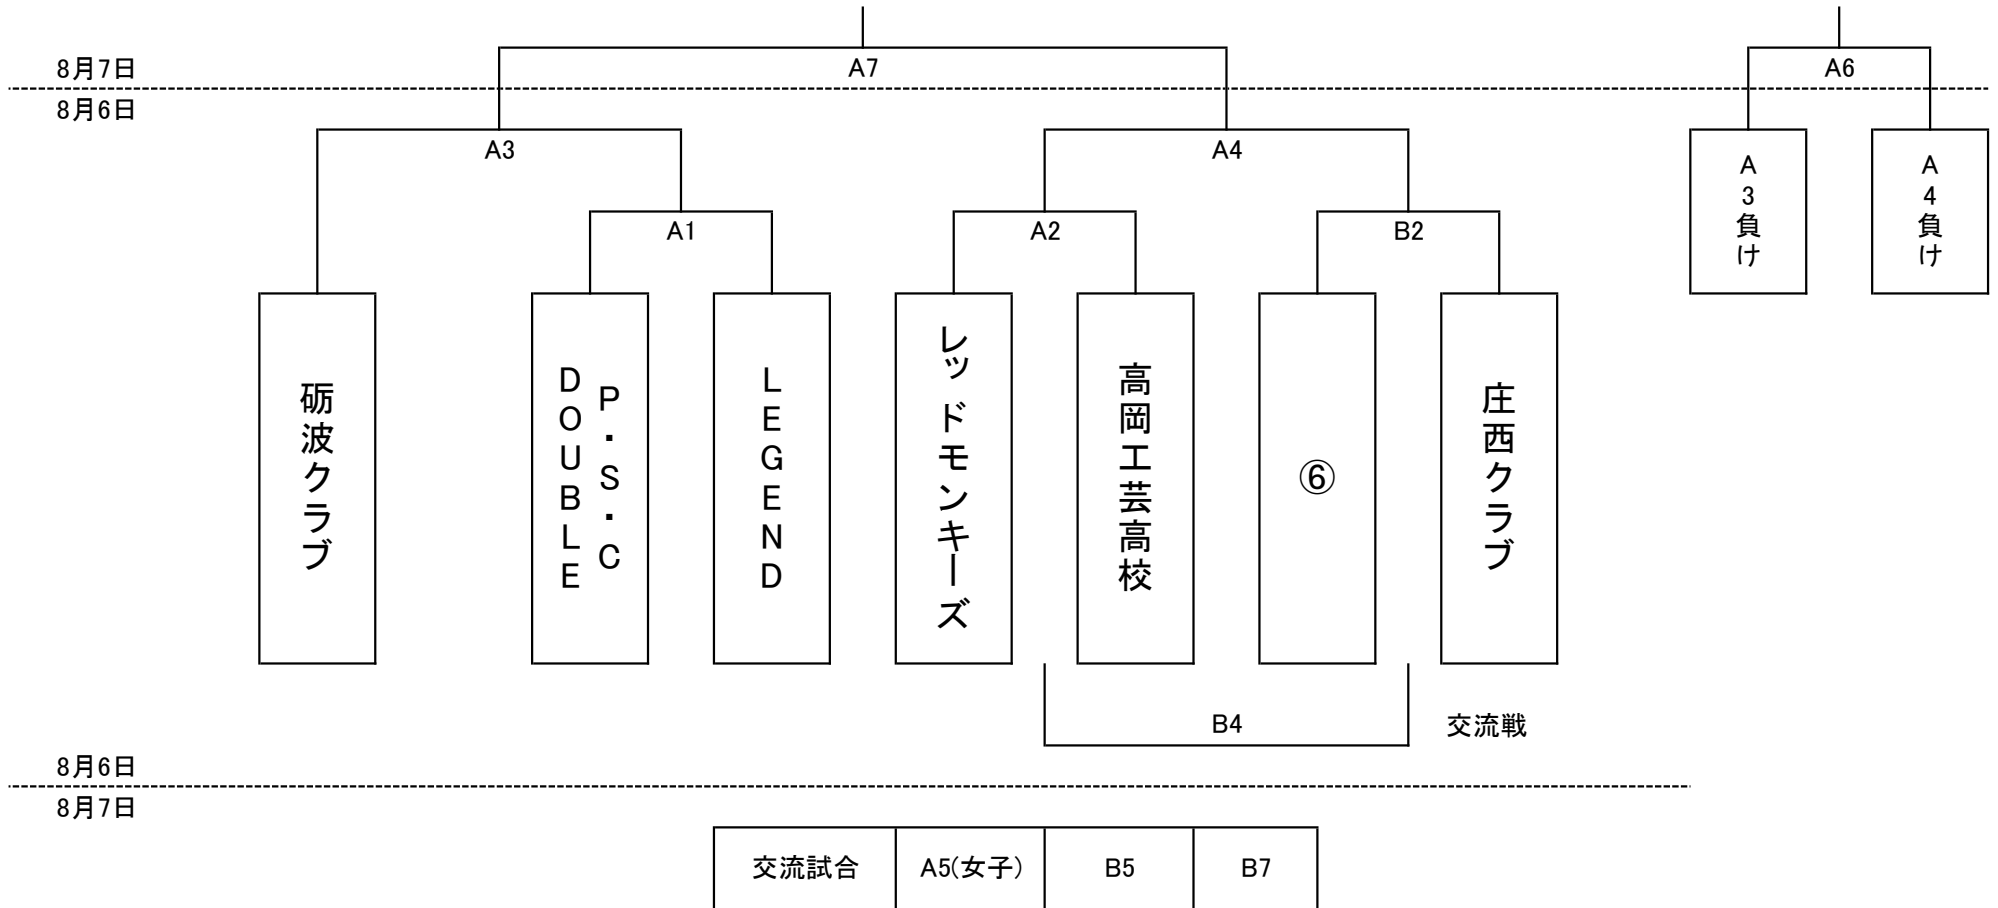 8月7日
A7
A6
8月6日
A3
A4
A3負け
A4負け
A1
A2
B2
砺波クラブ
P・S・C
DOUBLE
LEGEND
レッドモンキーズ
高岡工芸高校
⑥
庄西クラブ
B4
交流戦
8月6日
8月7日
交流試合
A5(女子)
B5
B7